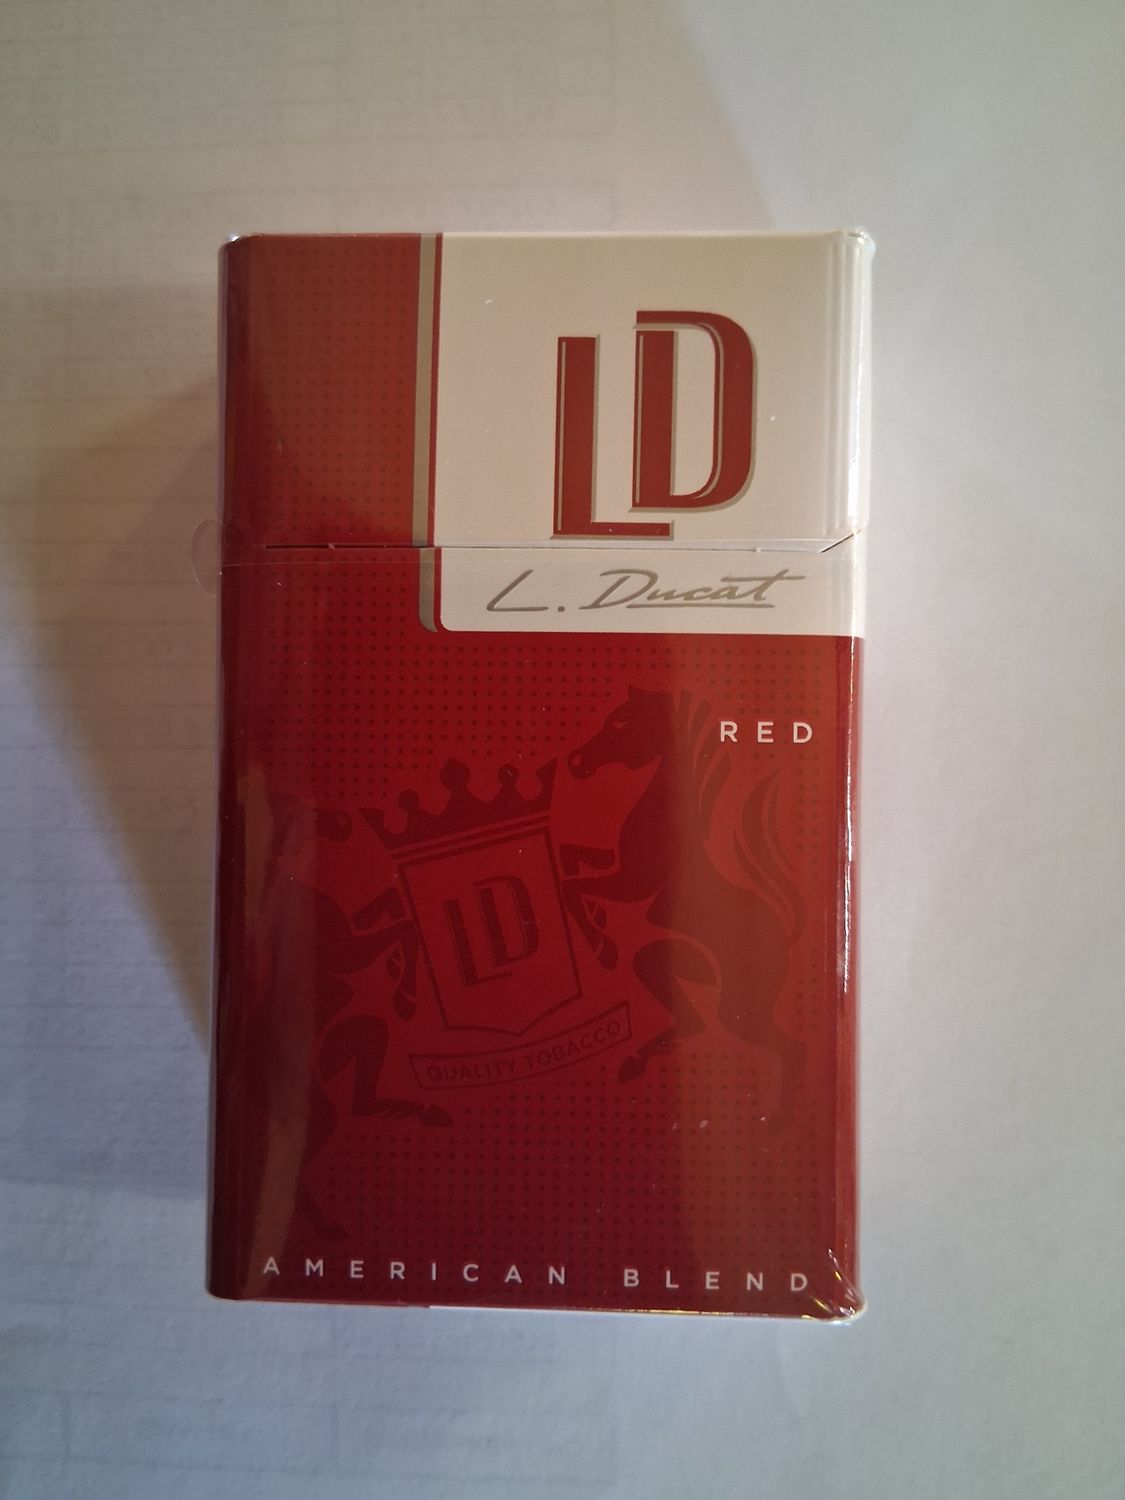 LD
L. Ducat
RED
LD
QUALITY TOBACCO
AMERICAN BLEND